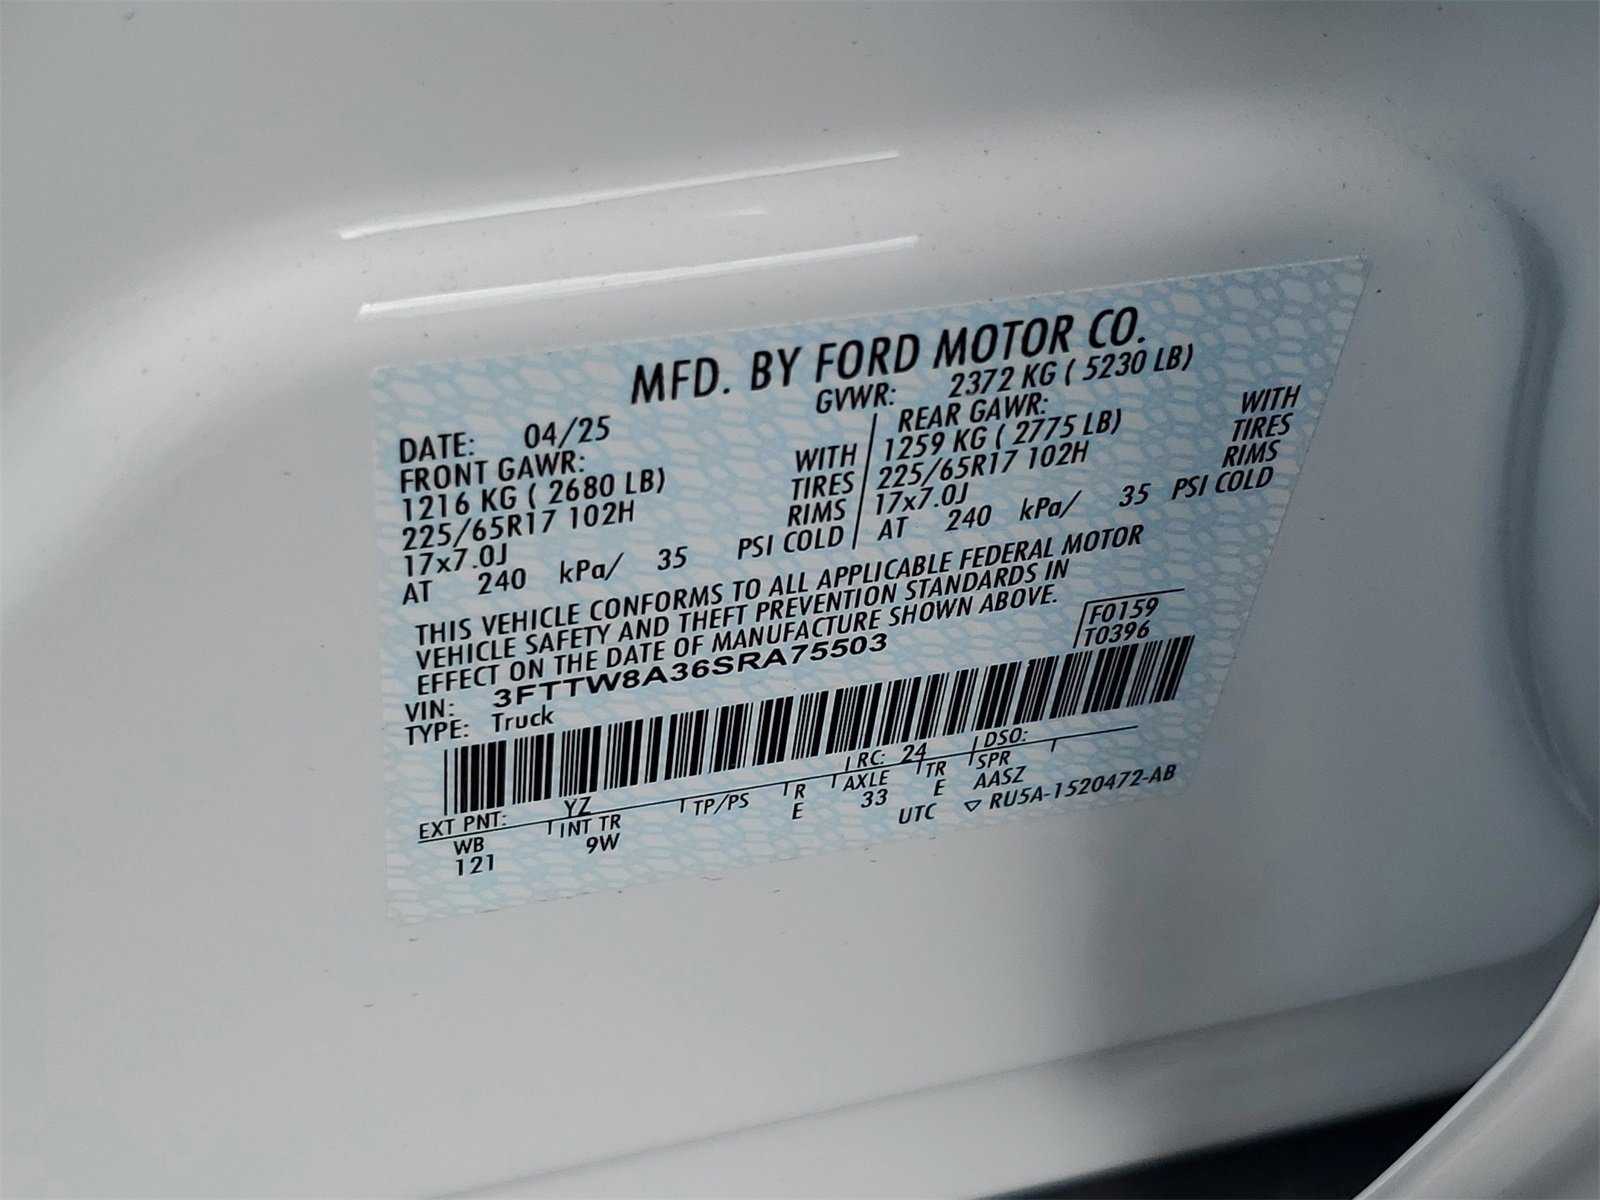 MFD. BY FORD MOTOR CO.
DATE: 04/25 GVWR: 2372 KG ( 5230 LB)
FRONT GAWR: REAR GAWR:
1216 KG ( 2680 LB) WITH 1259 KG ( 2775 LB) WITH
225/65R17 102H TIRES 225/65R17 102H TIRES
17x7.0J RIMS 17x7.0J RIMS
AT 240 kPa/ 35 PSI COLD AT 240 kPa/ 35 PSI COLD
THIS VEHICLE CONFORMS TO ALL APPLICABLE FEDERAL MOTOR
VEHICLE SAFETY AND THEFT PREVENTION STANDARDS IN
EFFECT ON THE DATE OF MANUFACTURE SHOWN ABOVE.
VIN: 3FTTW8A36SRA75503 F0159
TYPE: Truck T0396
EXT PNT: YZ RC: 24 DSO:
WB INT TR TP/PS R AXLE TR SPR
121 9W E 33 E AASZ
UTC ▽ RU5A-1520472-AB